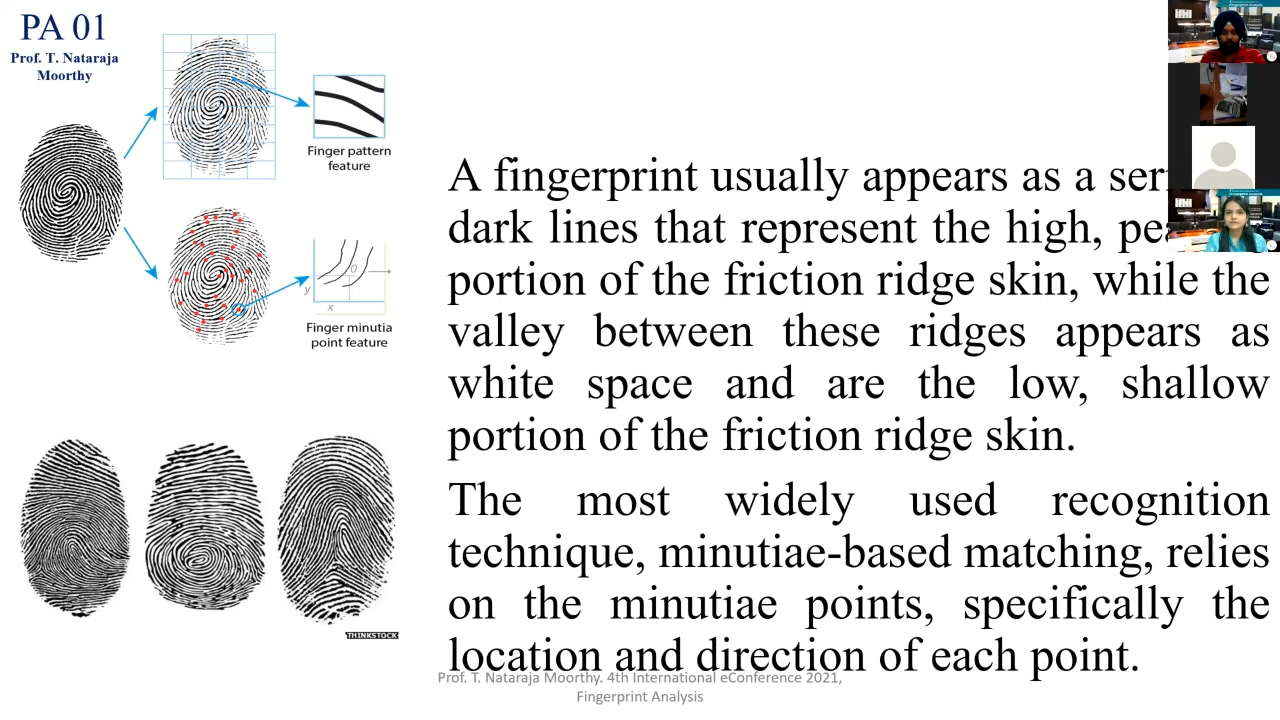 PA 01
Prof. T. Nataraja
Moorthy
Finger pattern
feature
y
x
0
Finger minutia
point feature
THINKSTOCK
A fingerprint usually appears as a
dark lines that represent the high,
portion of the friction ridge skin, while the
valley between these ridges appears as
white space and are the low, shallow
portion of the friction ridge skin.
The most widely used recognition
technique, minutiae-based matching, relies
on the minutiae points, specifically the
location and direction of each point.
Prof. T. Nataraja Moorthy. 4th International eConference 2021,
Fingerprint Analysis